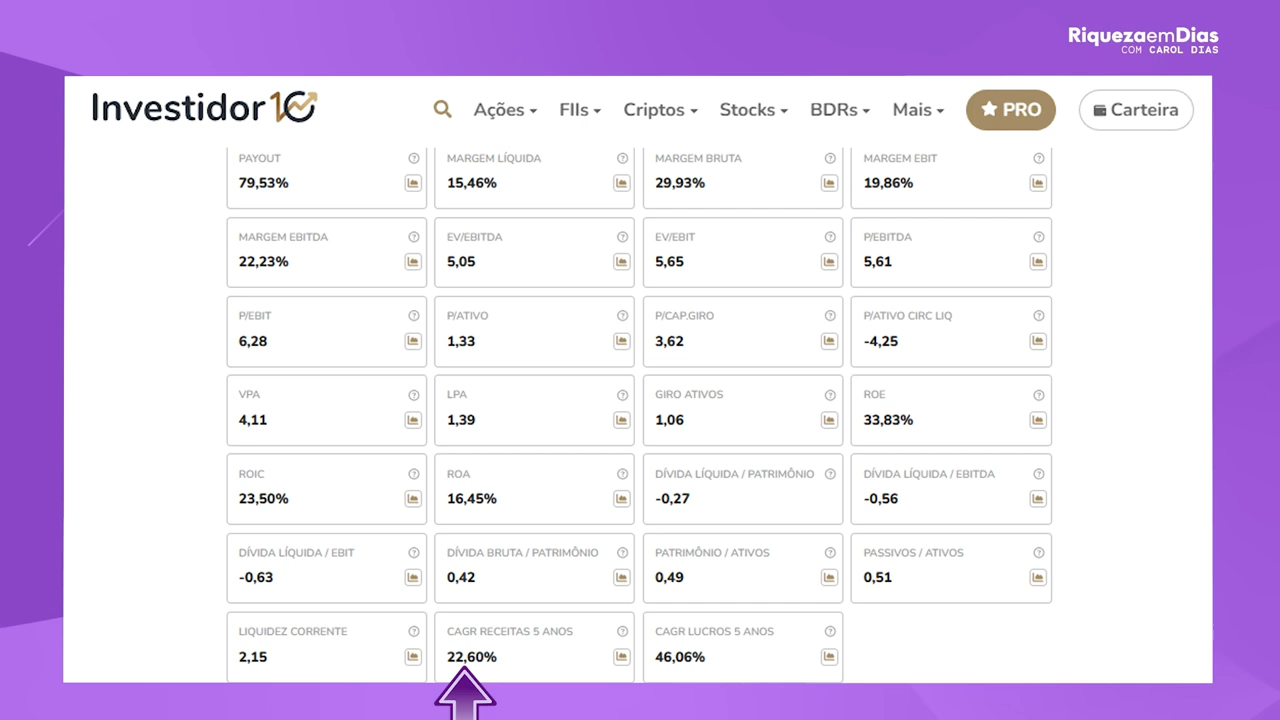 RiquezaemDias
COM CAROL DIAS
Investidor 10
Ações FIIs Criptos Stocks BDRs Mais PRO Carteira
PAYOUT MARGEM LÍQUIDA MARGEM BRUTA MARGEM EBIT
79,53% 15,46% 29,93% 19,86%
MARGEM EBITDA EV/EBITDA EV/EBIT P/EBITDA
22,23% 5,05 5,65 5,61
P/EBIT P/ATIVO P/CAP.GIRO P/ATIVO CIRC LIQ
6,28 1,33 3,62 -4,25
VPA LPA GIRO ATIVOS ROE
4,11 1,39 1,06 33,83%
ROIC ROA DÍVIDA LÍQUIDA / PATRIMÔNIO DÍVIDA LÍQUIDA / EBITDA
23,50% 16,45% -0,27 -0,56
DÍVIDA LÍQUIDA / EBIT DÍVIDA BRUTA / PATRIMÔNIO PATRIMÔNIO / ATIVOS PASSIVOS / ATIVOS
-0,63 0,42 0,49 0,51
LIQUIDEZ CORRENTE CAGR RECEITAS 5 ANOS CAGR LUCROS 5 ANOS
2,15 22,60% 46,06%